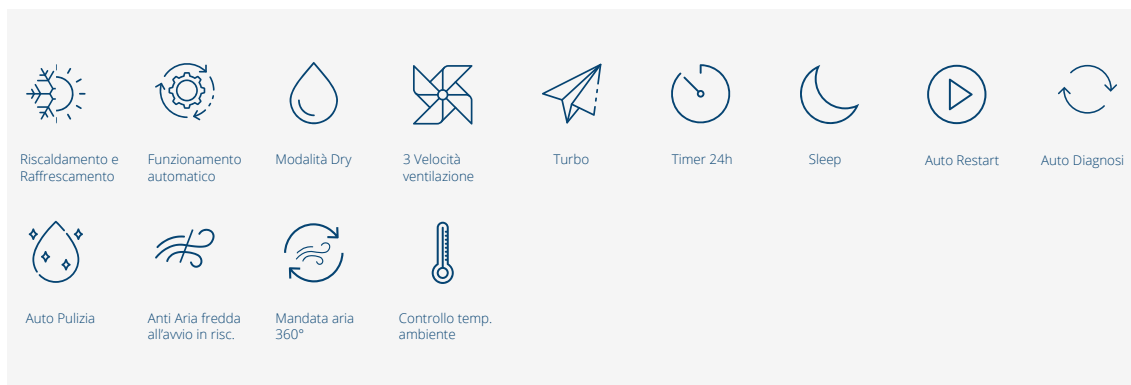 Riscaldamento e
Raffrescamento
Funzionamento
automatico
Modalità Dry
3 Velocità
ventilazione
Turbo
Timer 24h
Sleep
Auto Restart
Auto Diagnosi
Auto Pulizia
Anti Aria fredda
all'avvio in risc.
Mandata aria
360°
Controllo temp.
ambiente